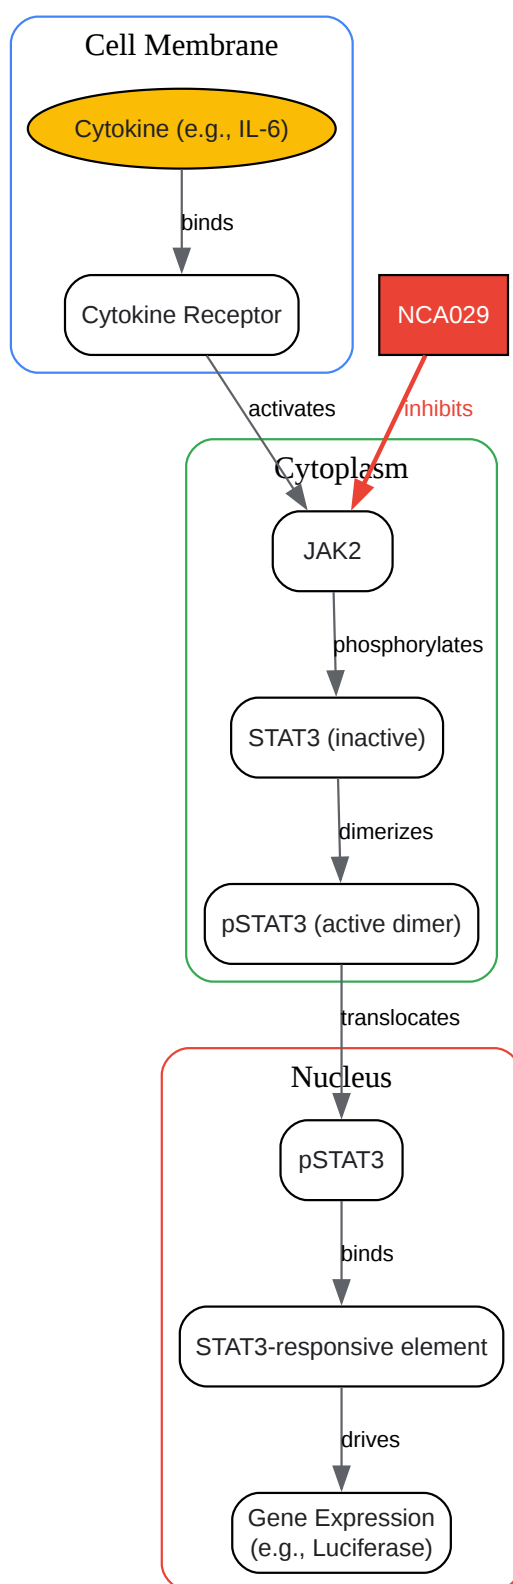 Cell Membrane
Cytokine (e.g., IL-6)
binds
Cytokine Receptor
NCA029
activates
inhibits
Cytoplasm
JAK2
phosphorylates
STAT3 (inactive)
dimerizes
pSTAT3 (active dimer)
translocates
Nucleus
pSTAT3
binds
STAT3-responsive element
drives
Gene Expression
(e.g., Luciferase)